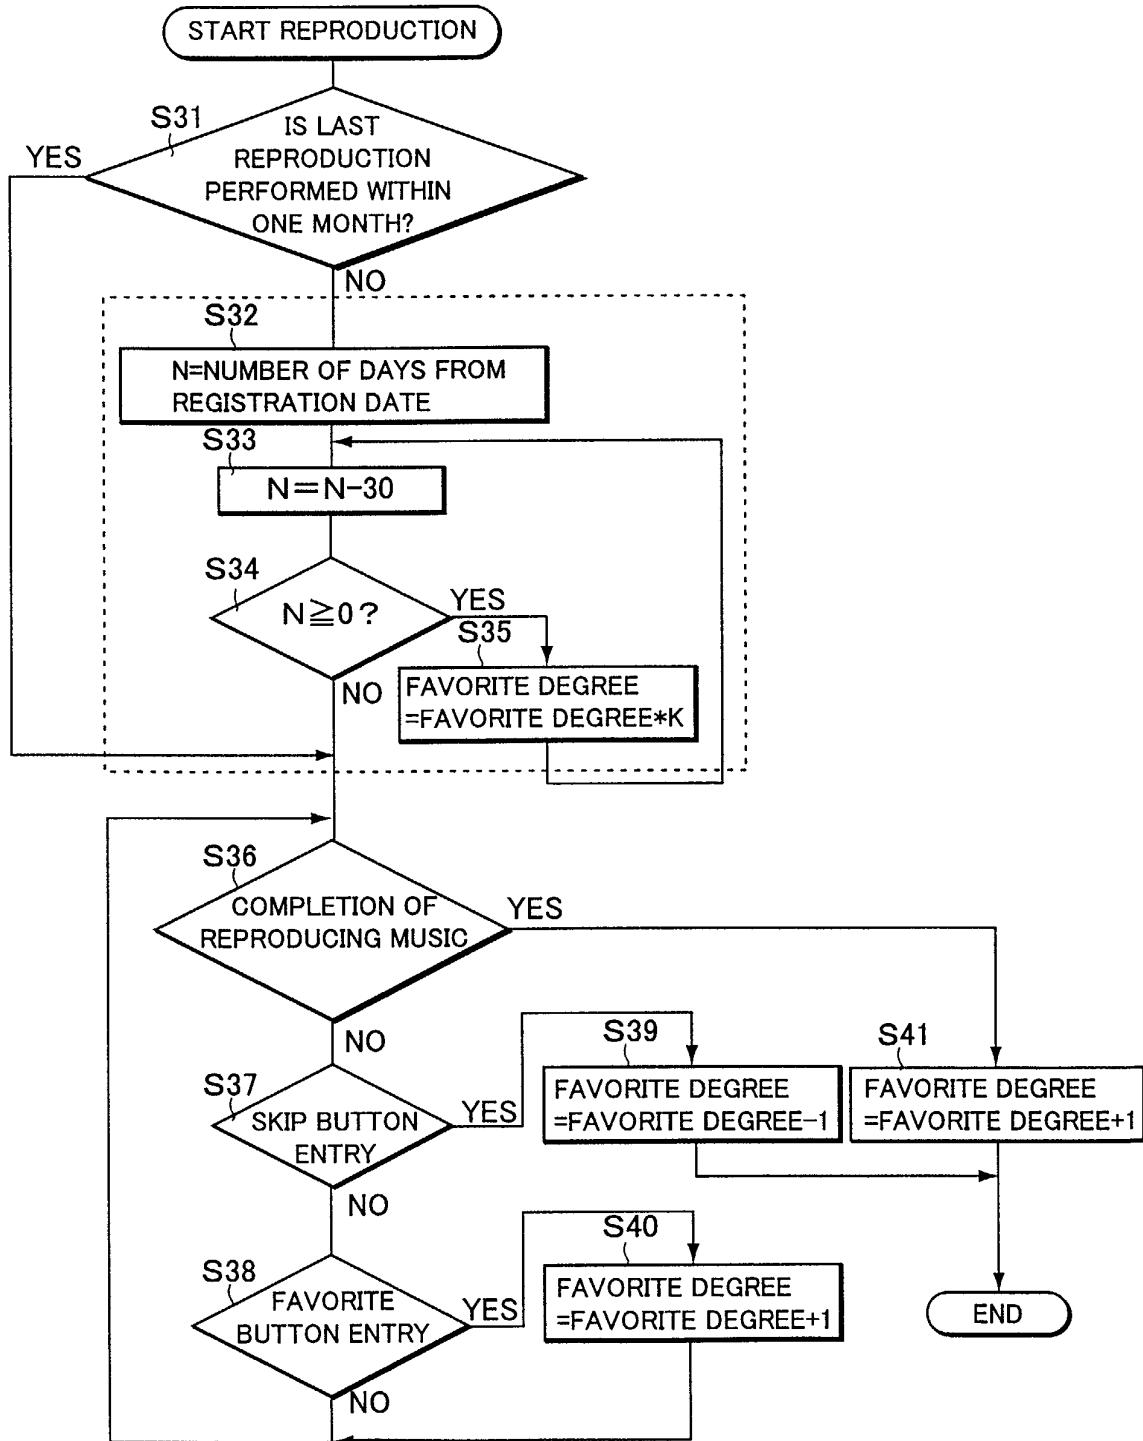 START REPRODUCTION
S31
IS LAST
REPRODUCTION
PERFORMED WITHIN
ONE MONTH?
YES
NO
S32
N=NUMBER OF DAYS FROM
REGISTRATION DATE
S33
N=N-30
S34
N≧0?
YES
S35
FAVORITE DEGREE
=FAVORITE DEGREE*K
NO
S36
COMPLETION OF
REPRODUCING MUSIC
YES
NO
S37
SKIP BUTTON
ENTRY
YES
S39
FAVORITE DEGREE
=FAVORITE DEGREE-1
S41
FAVORITE DEGREE
=FAVORITE DEGREE+1
NO
S38
FAVORITE
BUTTON ENTRY
YES
S40
FAVORITE DEGREE
=FAVORITE DEGREE+1
END
NO